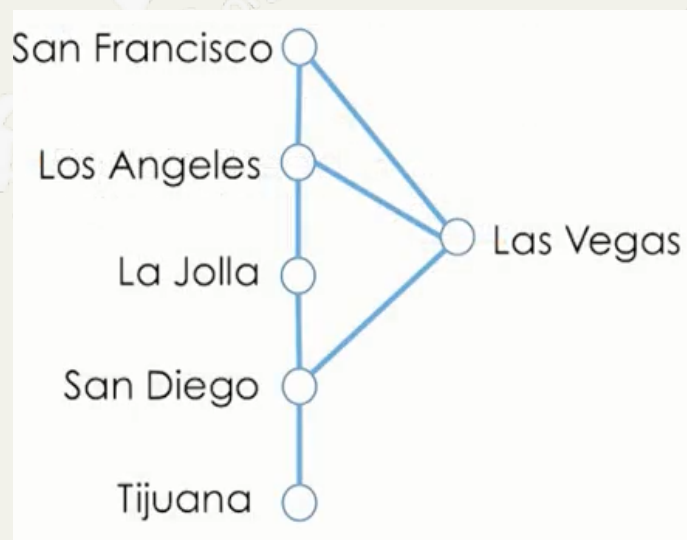 San Francisco
Los Angeles
Las Vegas
La Jolla
San Diego
Tijuana